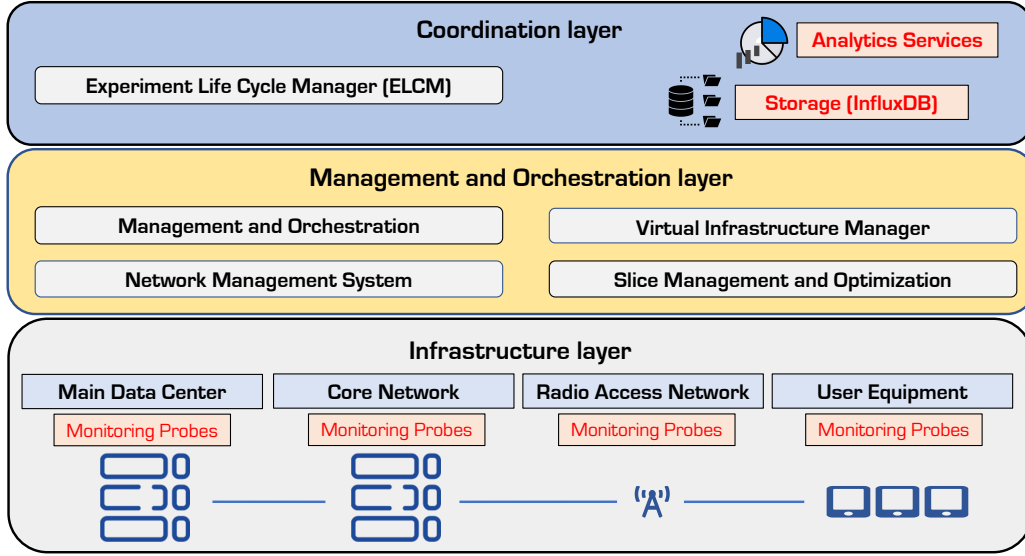 Coordination layer
Analytics Services
Experiment Life Cycle Manager (ELCM)
Storage (InfluxDB)
Management and Orchestration layer
Management and Orchestration
Virtual Infrastructure Manager
Network Management System
Slice Management and Optimization
Infrastructure layer
Main Data Center
Core Network
Radio Access Network
User Equipment
Monitoring Probes
Monitoring Probes
Monitoring Probes
Monitoring Probes